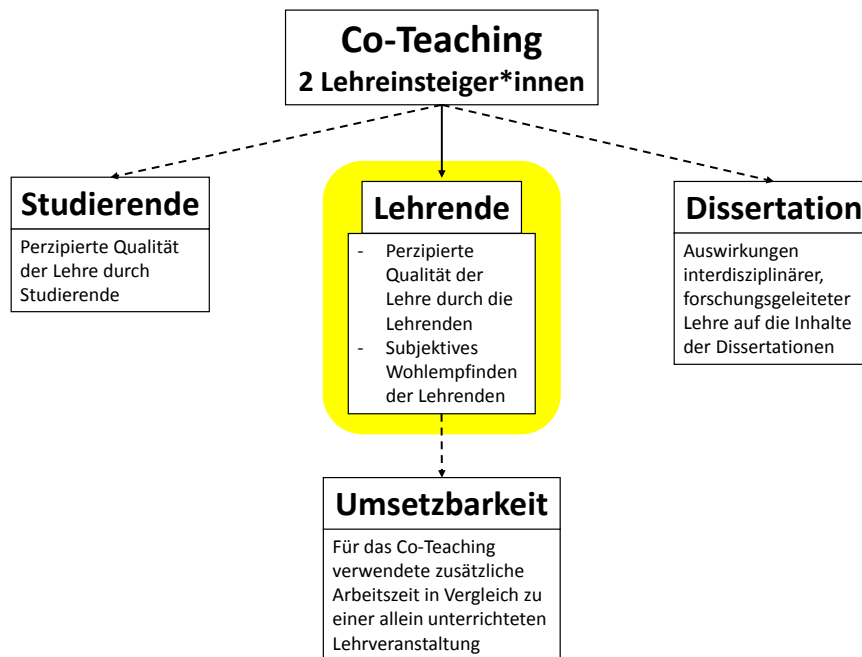 Co-Teaching
2 Lehreinsteiger*innen
Studierende
Perzipierte Qualität
der Lehre durch
Studierende
Lehrende
- Perzipierte
Qualität der
Lehre durch die
Lehrenden
- Subjektives
Wohlempfinden
der Lehrenden
Dissertation
Auswirkungen
interdisziplinärer,
forschungsgeleiteter
Lehre auf die Inhalte
der Dissertationen
Umsetzbarkeit
Für das Co-Teaching
verwendete zusätzliche
Arbeitszeit in Vergleich zu
einer allein unterrichteten
Lehrveranstaltung